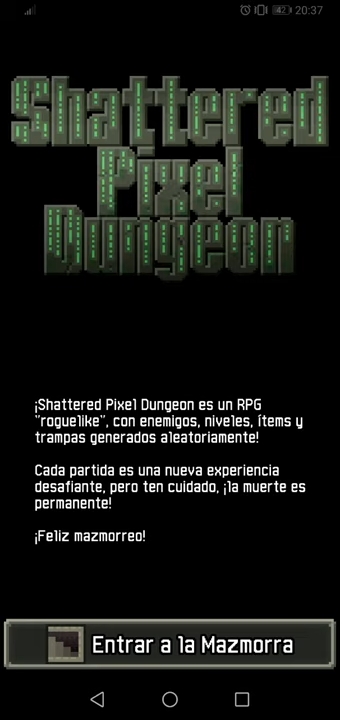 42 20:37
Shattered
Pixel
Dungeon
¡Shattered Pixel Dungeon es un RPG
"roguelike", con enemigos, niveles, ítems y
trampas generados aleatoriamente!
Cada partida es una nueva experiencia
desafiante, pero ten cuidado, ¡la muerte es
permanente!
¡Feliz mazmorreo!
Entrar a la Mazmorra